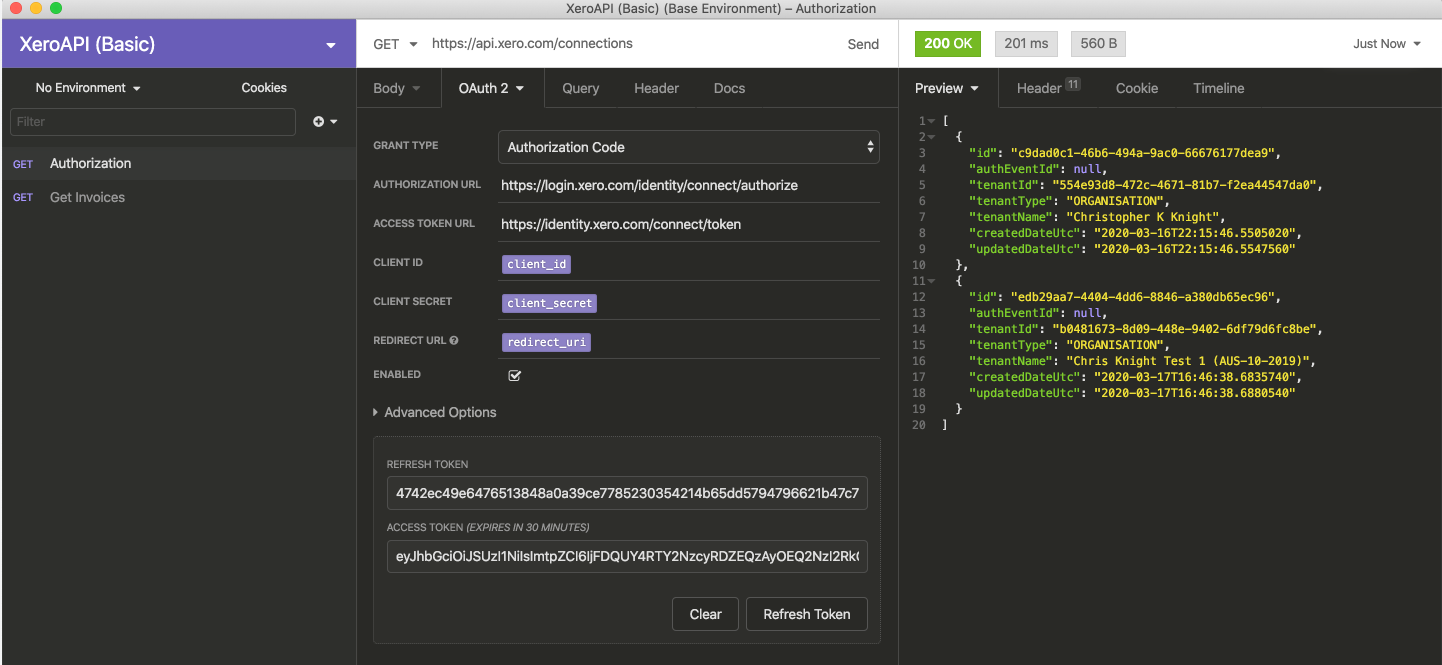 XeroAPI (Basic) (Base Environment) – Authorization
XeroAPI (Basic)
GET https://api.xero.com/connections Send
200 OK 201 ms 560 B Just Now
No Environment Cookies
Filter
GET Authorization
GET Get Invoices
Body OAuth 2 Query Header Docs
GRANT TYPE Authorization Code
AUTHORIZATION URL https://login.xero.com/identity/connect/authorize
ACCESS TOKEN URL https://identity.xero.com/connect/token
CLIENT ID client_id
CLIENT SECRET client_secret
REDIRECT URL redirect_uri
ENABLED
Advanced Options
REFRESH TOKEN
4742ec49e6476513848a0a39ce7785230354214b65dd5794796621b47c7
ACCESS TOKEN (EXPIRES IN 30 MINUTES)
Clear Refresh Token
Preview Header 11 Cookie Timeline
1 [
2 {
3 "id": "c9dad0c1-46b6-494a-9ac0-66676177dea9",
4 "authEventId": null,
5 "tenantId": "554e93d8-472c-4671-81b7-f2ea44547da0",
6 "tenantType": "ORGANISATION",
7 "tenantName": "Christopher K Knight",
8 "createdDateUtc": "2020-03-16T22:15:46.5505020",
9 "updatedDateUtc": "2020-03-16T22:15:46.5547560"
10 },
11 {
12 "id": "edb29aa7-4404-4dd6-8846-a380db65ec96",
13 "authEventId": null,
14 "tenantId": "b0481673-8d09-448e-9402-6df79d6fc8be",
15 "tenantType": "ORGANISATION",
16 "tenantName": "Chris Knight Test 1 (AUS-10-2019)",
17 "createdDateUtc": "2020-03-17T16:46:38.6835740",
18 "updatedDateUtc": "2020-03-17T16:46:38.6880540"
19 }
20 ]